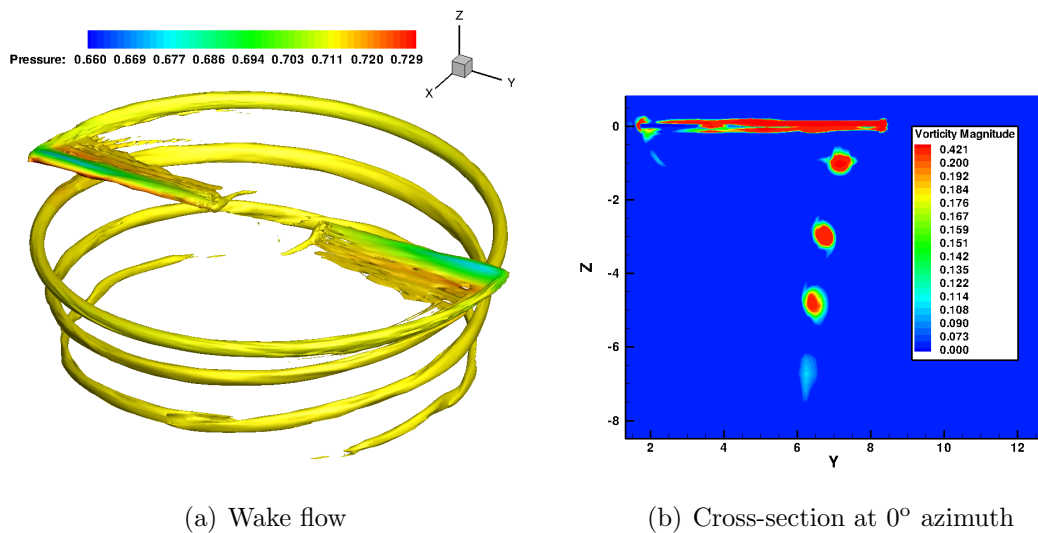 Pressure: 0.660 0.669 0.677 0.686 0.694 0.703 0.711 0.720 0.729
Z
Y
X
0
-2
-4
-6
-8
Z
2 4 6 8 10 12
Y
Vorticity Magnitude
0.421
0.200
0.192
0.184
0.176
0.167
0.159
0.151
0.142
0.135
0.122
0.114
0.108
0.090
0.073
0.000
(a) Wake flow
(b) Cross-section at 0º azimuth